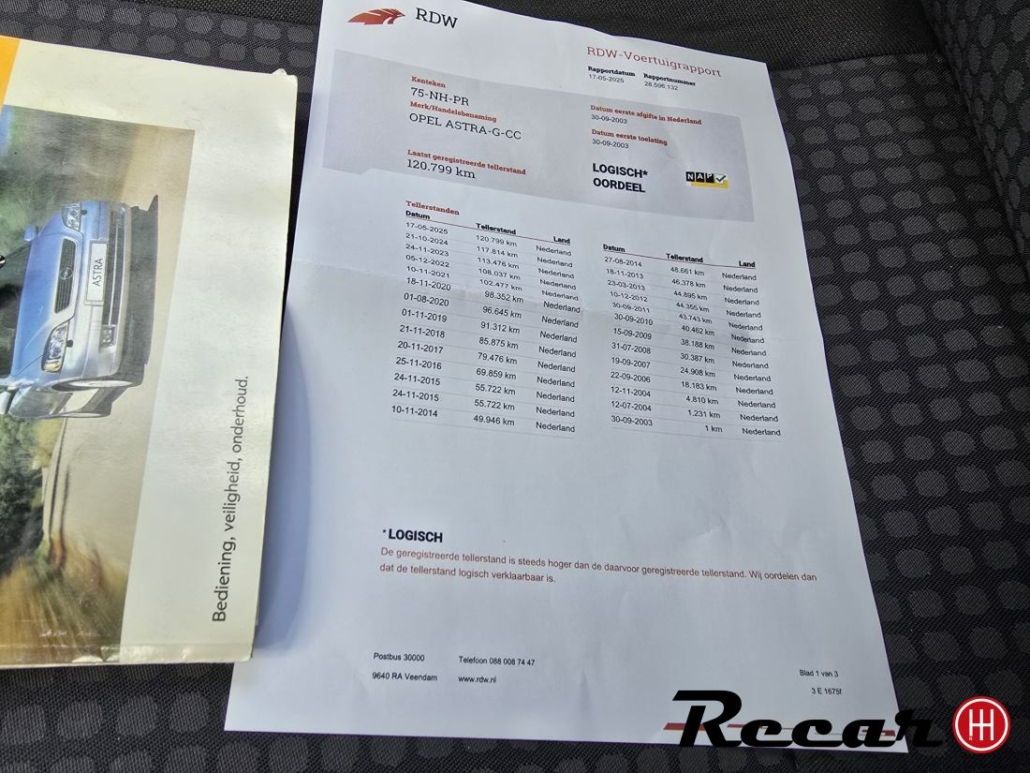 RDW
RDW-Voertuigrapport
Rapportdatum Rapportnummer
17-05-2025 28.596.132
Kenteken
75-NH-PR
Merk/Handelsbenaming
OPEL ASTRA-G-CC
Datum eerste afgifte in Nederland
30-09-2003
Datum eerste toelating
30-09-2003
Laatst geregistreerde tellerstand
120.799 km
LOGISCH*
OORDEEL
NAP
Tellerstanden
Datum Tellerstand Land
17-05-2025 120.799 km Nederland
21-10-2024 117.814 km Nederland
24-11-2023 113.476 km Nederland
05-12-2022 108.037 km Nederland
10-11-2021 102.477 km Nederland
18-11-2020 98.352 km Nederland
01-08-2020 96.645 km Nederland
01-11-2019 91.312 km Nederland
21-11-2018 85.875 km Nederland
20-11-2017 79.476 km Nederland
25-11-2016 69.859 km Nederland
24-11-2015 55.722 km Nederland
24-11-2015 55.722 km Nederland
10-11-2014 49.946 km Nederland
Datum Tellerstand Land
27-08-2014 48.661 km Nederland
18-11-2013 46.378 km Nederland
23-03-2013 44.895 km Nederland
10-12-2012 44.355 km Nederland
30-09-2011 43.743 km Nederland
30-09-2010 40.462 km Nederland
15-09-2009 38.188 km Nederland
31-07-2008 30.387 km Nederland
19-09-2007 24.908 km Nederland
22-09-2006 18.183 km Nederland
12-11-2004 4.810 km Nederland
12-07-2004 1.231 km Nederland
30-09-2003 1 km Nederland
*LOGISCH
De geregistreerde tellerstand is steeds hoger dan de daarvoor geregistreerde tellerstand. Wij oordelen dan
dat de tellerstand logisch verklaarbaar is.
Postbus 30000 Telefoon 088 008 74 47
9640 RA Veendam www.rdw.nl
Blad 1 van 3
3 E 1675f
ASTRA
Bediening, veiligheid, onderhoud.
Recar
R